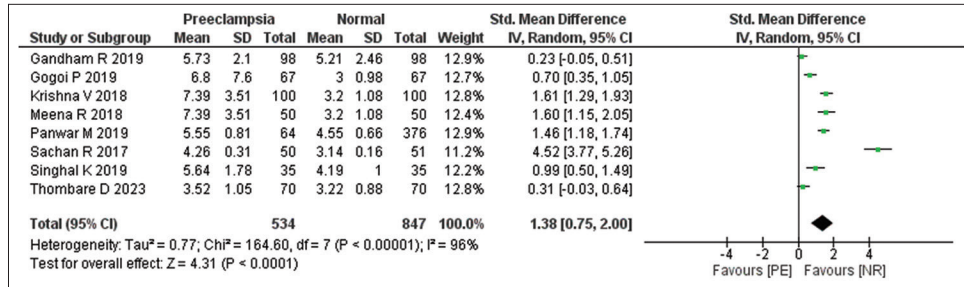 Preeclampsia Normal Std. Mean Difference Std. Mean Difference
Study or Subgroup Mean SD Total Mean SD Total Weight IV, Random, 95% CI IV, Random, 95% CI
Gandham R 2019 5.73 2.1 98 5.21 2.46 98 12.9% 0.23 [-0.05, 0.51]
Gogoi P 2019 6.8 7.6 67 3 0.98 67 12.8% 0.70 [0.35, 1.05]
Krishna V 2018 7.39 3.51 100 3.2 1.08 100 12.8% 1.61 [1.29, 1.93]
Meena R 2018 7.39 3.51 50 3.2 1.08 50 12.5% 1.60 [1.15, 2.05]
Panwar M 2019 5.55 0.81 64 4.55 0.66 376 12.9% 1.46 [1.18, 1.74]
Sachan R 2017 4.26 0.31 50 3.14 0.16 51 11.2% 4.52 [3.77, 5.26]
Singhal K 2019 5.64 1.78 35 4.19 1 35 12.2% 0.99 [0.50, 1.49]
Thombare D 2023 3.52 1.05 70 3.22 0.88 70 12.8% 0.31 [-0.03, 0.64]
Total (95% CI) 534 847 100.0% 1.38 [0.75, 2.00]
Heterogeneity: Tau² = 0.77; Chi² = 164.60, df = 7 (P < 0.00001); I² = 96%
Test for overall effect: Z = 4.31 (P < 0.0001)
-4 -2 0 2 4
Favours [PE] Favours [NR]